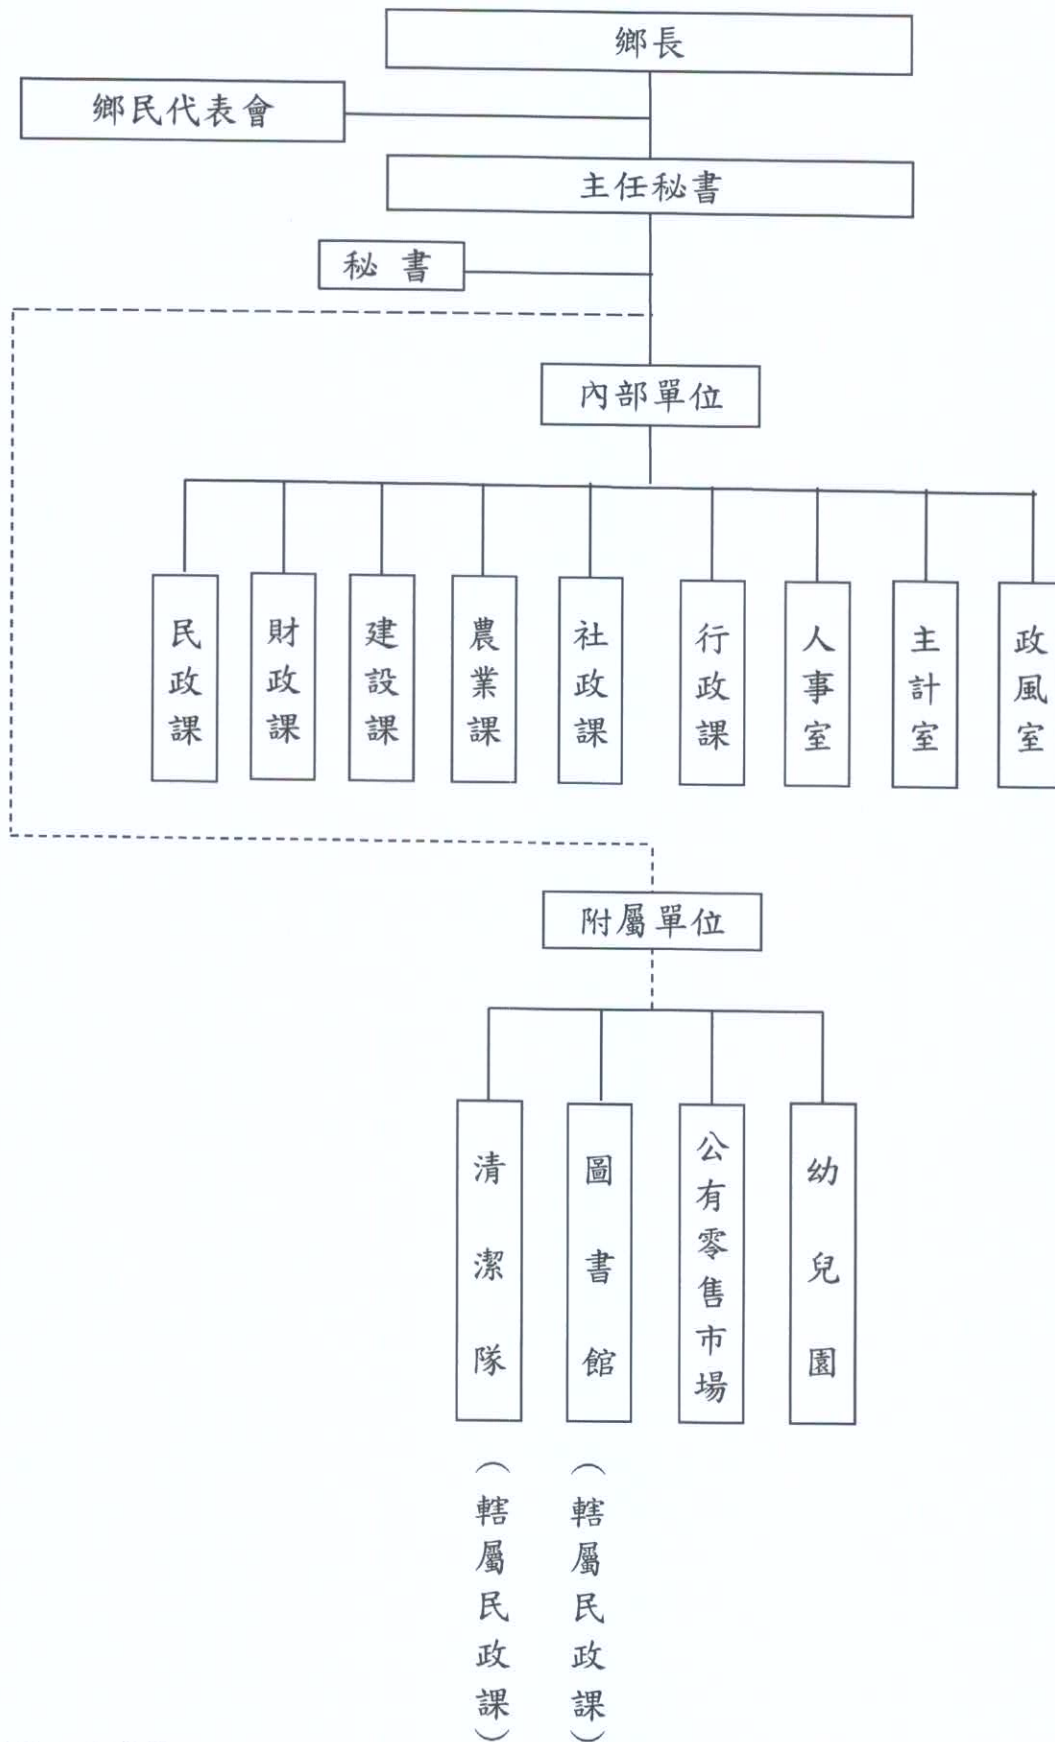 鄉長
鄉民代表會
主任秘書
秘書
內部單位
民政課
財政課
建設課
農業課
社政課
行政課
人事室
主計室
政風室
附屬單位
清潔隊
圖書館
公有零售市場
幼兒園
（轄屬民政課）
（轄屬民政課）